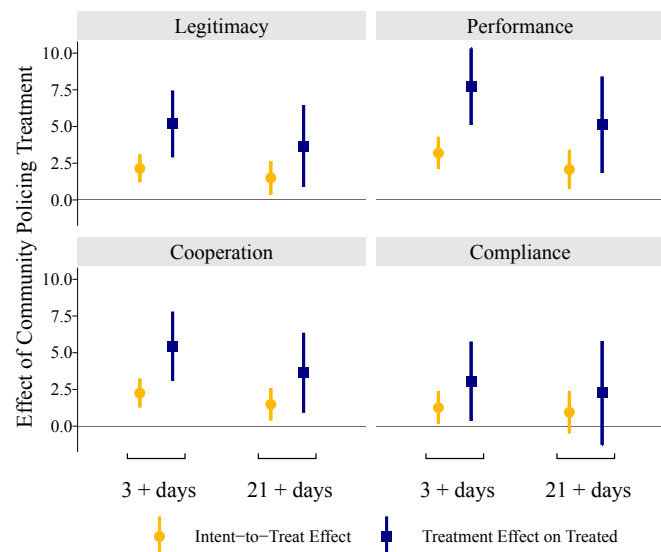 Legitimacy
Performance
Effect of Community Policing Treatment
10.0
7.5
5.0
2.5
0.0
Cooperation
Compliance
10.0
7.5
5.0
2.5
0.0
3 + days
21 + days
3 + days
21 + days
Intent−to−Treat Effect
Treatment Effect on Treated